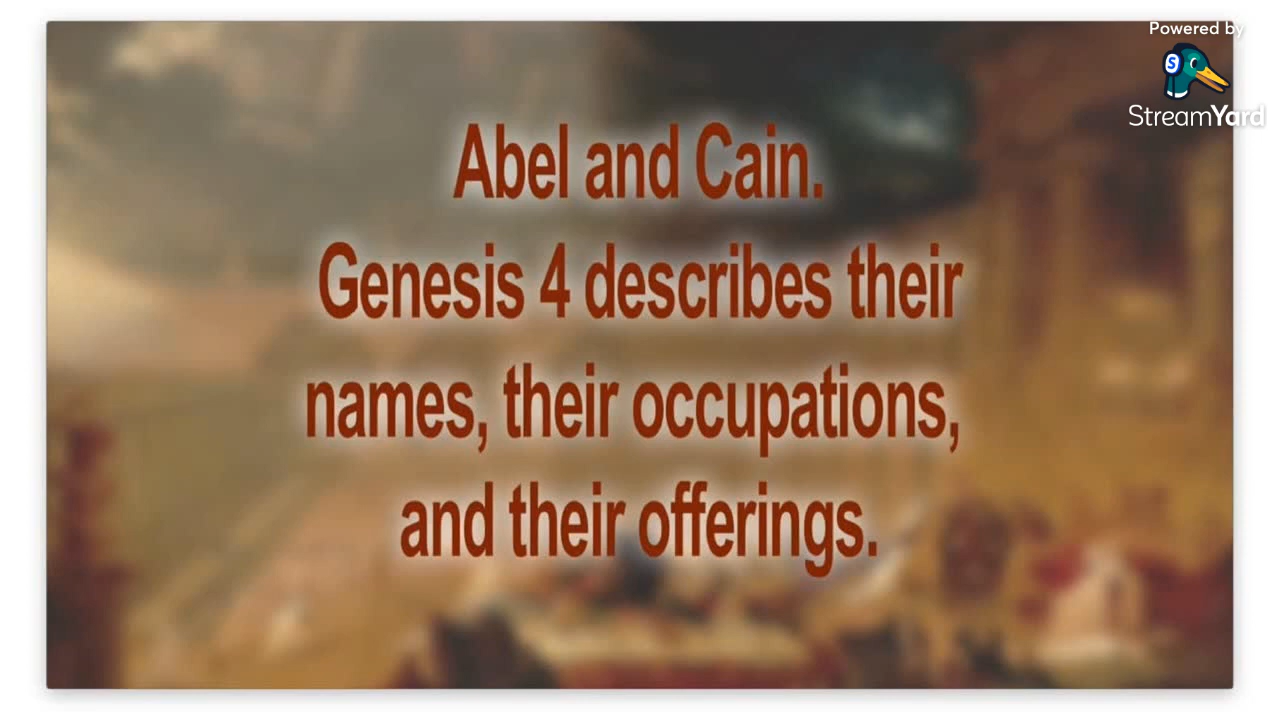 Powered by
StreamYard
Abel and Cain.
Genesis 4 describes their
names, their occupations,
and their offerings.